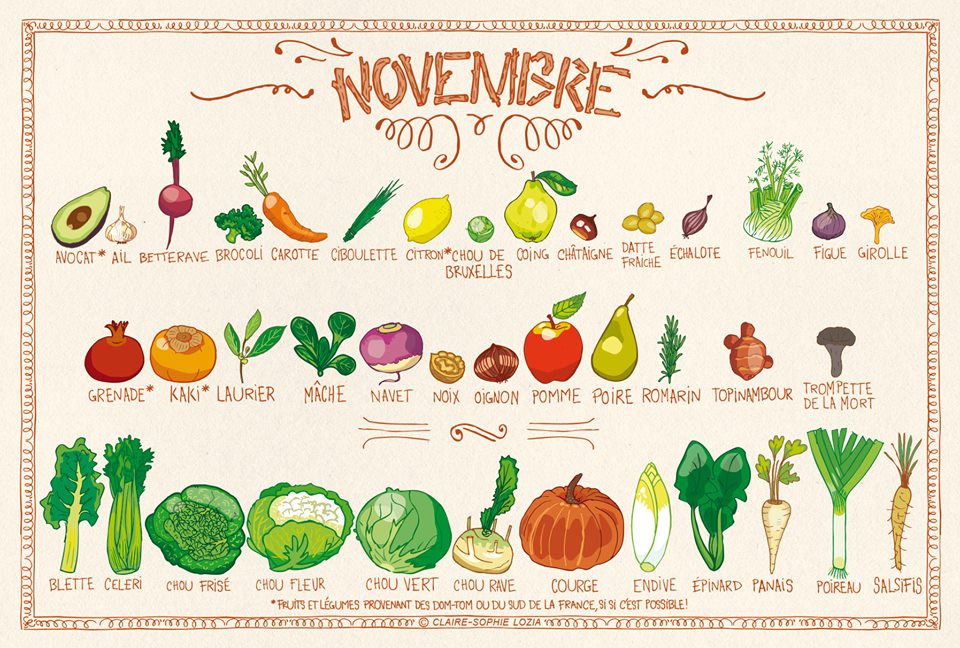 NOVEMBRE
AVOCAT* AIL BETTERAVE BROCOLI CAROTTE CIBOULETTE CITRON* CHOU DE BRUXELLES COING CHÂTAIGNE DATTE FRAÎCHE ÉCHALOTE FENOUIL FIGUE GIROLLE
GRENADE* KAKI* LAURIER MÂCHE NAVET NOIX OIGNON POMME POIRE ROMARIN TOPINAMBOUR TROMPETTE DE LA MORT
BLETTE CELERI CHOU FRISÉ CHOU FLEUR CHOU VERT CHOU RAVE COURGE ENDIVE ÉPINARD PANAIS POIREAU SALSIFIS
*FRUITS ET LÉGUMES PROVENANT DES DOM-TOM OU DU SUD DE LA FRANCE, SI SI C'EST POSSIBLE!
© CLAIRE-SOPHIE LOZIA